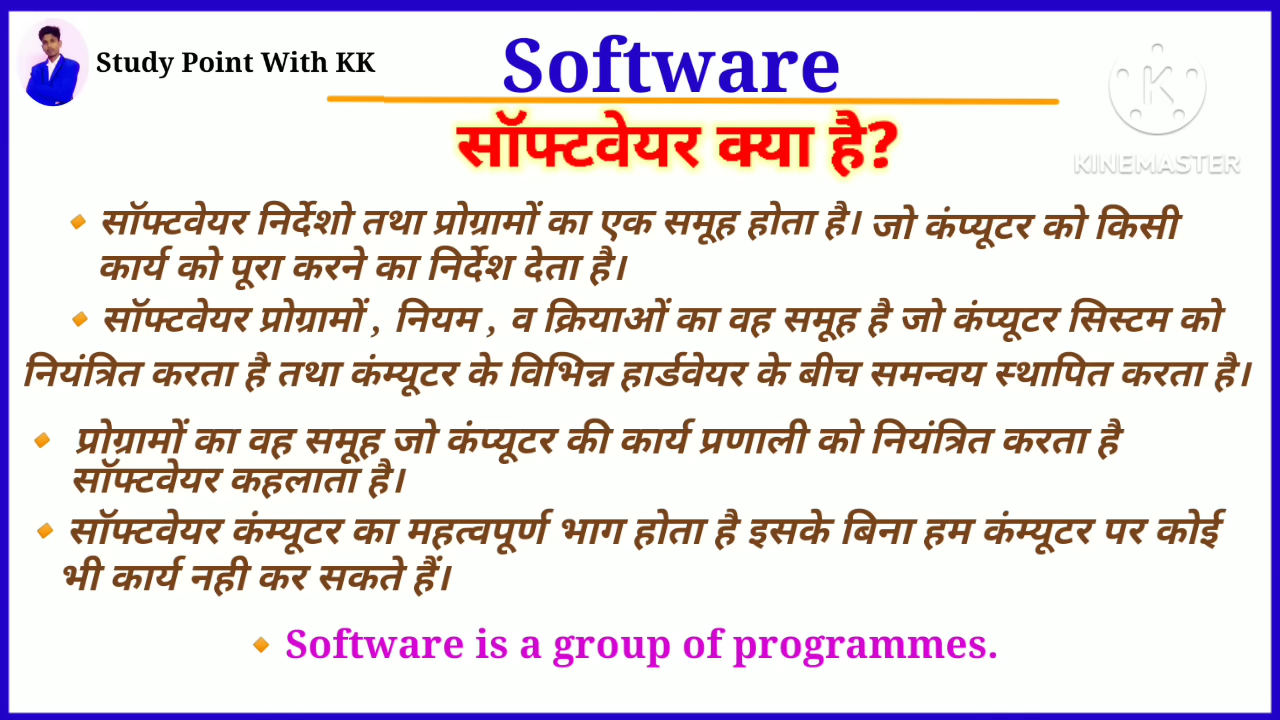 Study Point With KK
Software
K
KINEMASTER
सॉफ्टवेयर क्या है?
🔸सॉफ्टवेयर निर्देशो तथा प्रोग्रामों का एक समूह होता है। जो कंप्यूटर को किसी
कार्य को पूरा करने का निर्देश देता है।
🔸सॉफ्टवेयर प्रोग्रामों , नियम , व क्रियाओं का वह समूह है जो कंप्यूटर सिस्टम को
नियंत्रित करता है तथा कंम्यूटर के विभिन्न हार्डवेयर के बीच समन्वय स्थापित करता है।
🔸 प्रोग्रामों का वह समूह जो कंप्यूटर की कार्य प्रणाली को नियंत्रित करता है
सॉफ्टवेयर कहलाता है।
🔸सॉफ्टवेयर कंम्यूटर का महत्वपूर्ण भाग होता है इसके बिना हम कंम्यूटर पर कोई
भी कार्य नही कर सकते हैं।
🔸Software is a group of programmes.